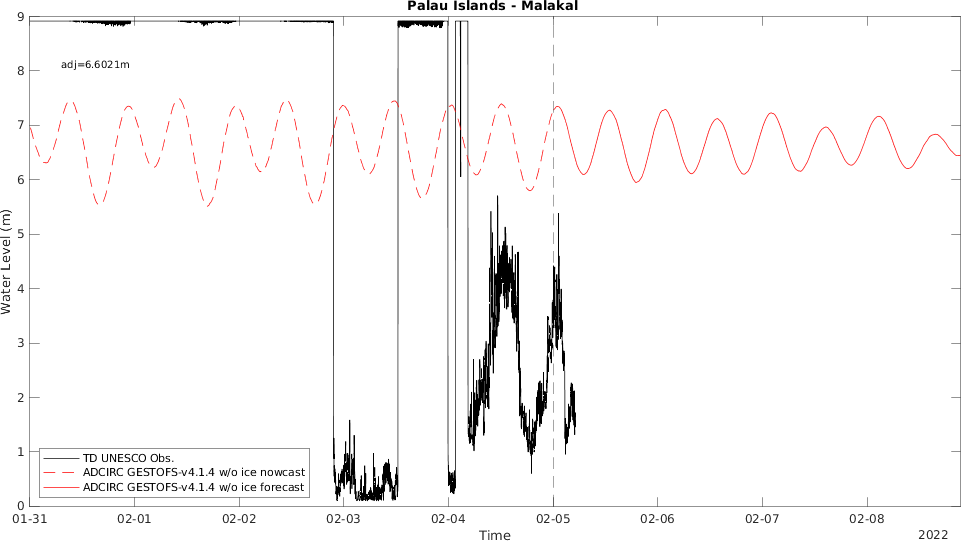 Palau Islands - Malakal
9
8
7
6
5
4
3
2
1
0
Water Level (m)
adj=6.6021m
TD UNESCO Obs.
ADCIRC GESTOFS-v4.1.4 w/o ice nowcast
ADCIRC GESTOFS-v4.1.4 w/o ice forecast
01-31 02-01 02-02 02-03 02-04 02-05 02-06 02-07 02-08
Time
2022